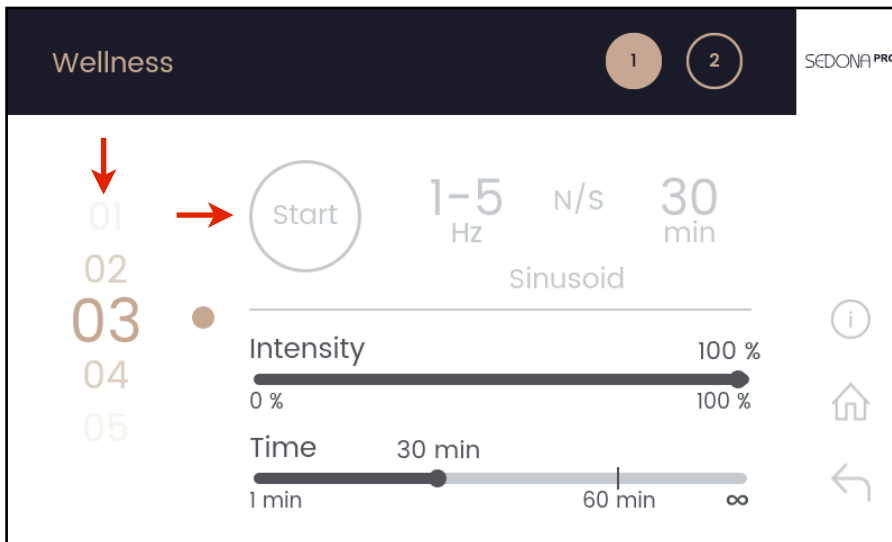 Wellness
1
2
SEDONA PRO
01
02
03
04
05
Start
1-5
Hz
N/S
30
min
Sinusoid
i
Intensity
100 %
0 %
100 %
Time
30 min
1 min
60 min
∞